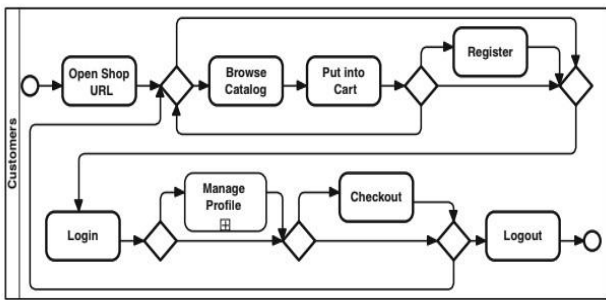 Customers
Open Shop
URL
Browse
Catalog
Put into
Cart
Register
Login
Manage
Profile
Checkout
Logout